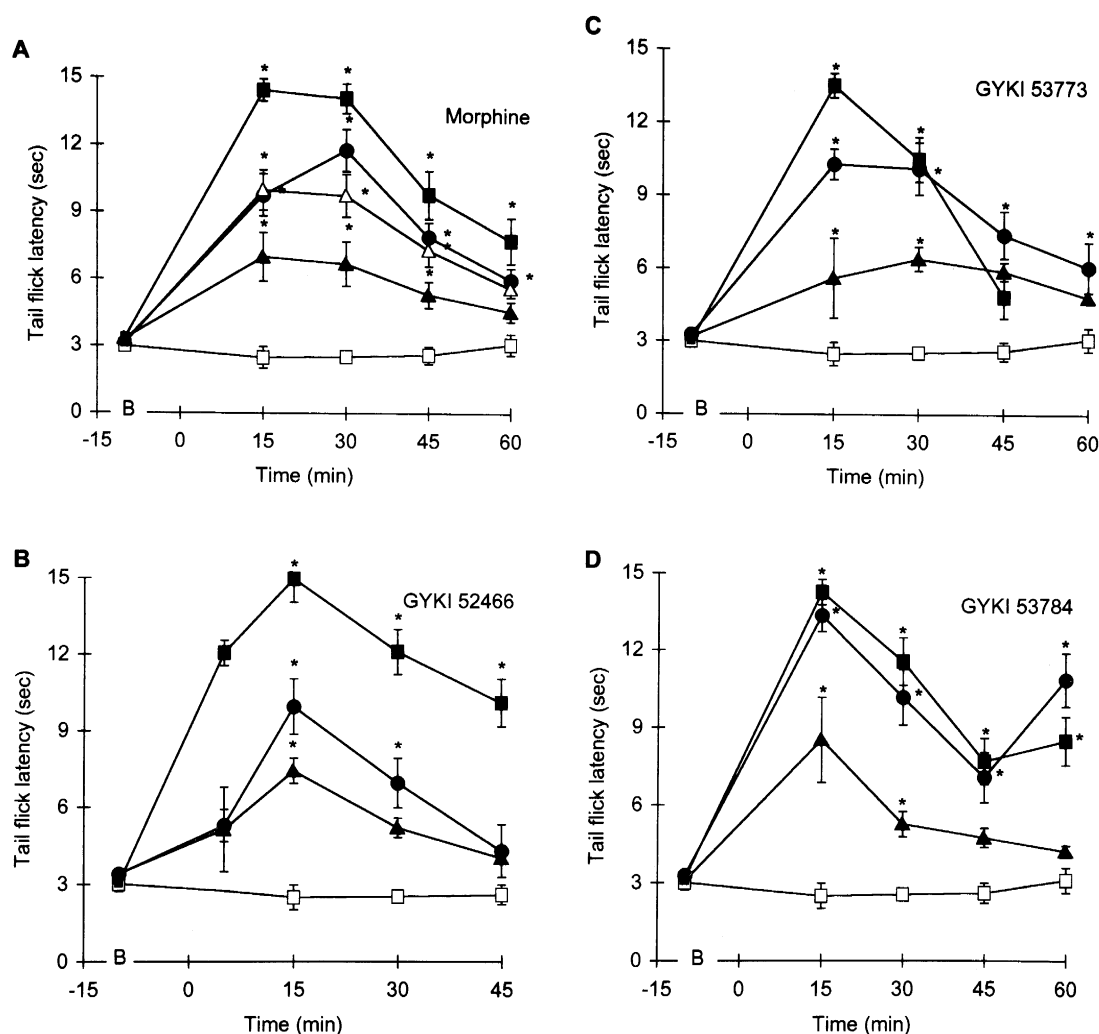 A
Morphine
Tail flick latency (sec)
15
12
9
6
3
0
B
-15 0 15 30 45 60
Time (min)
* * * * * * * * * * * * * * *
C
GYKI 53773
Tail flick latency (sec)
15
12
9
6
3
0
B
-15 0 15 30 45 60
Time (min)
* * * * * * * *
B
GYKI 52466
Tail flick latency (sec)
15
12
9
6
3
0
B
-15 0 15 30 45
Time (min)
* * * * * *
D
GYKI 53784
Tail flick latency (sec)
15
12
9
6
3
0
B
-15 0 15 30 45 60
Time (min)
* * * * * * * * * *